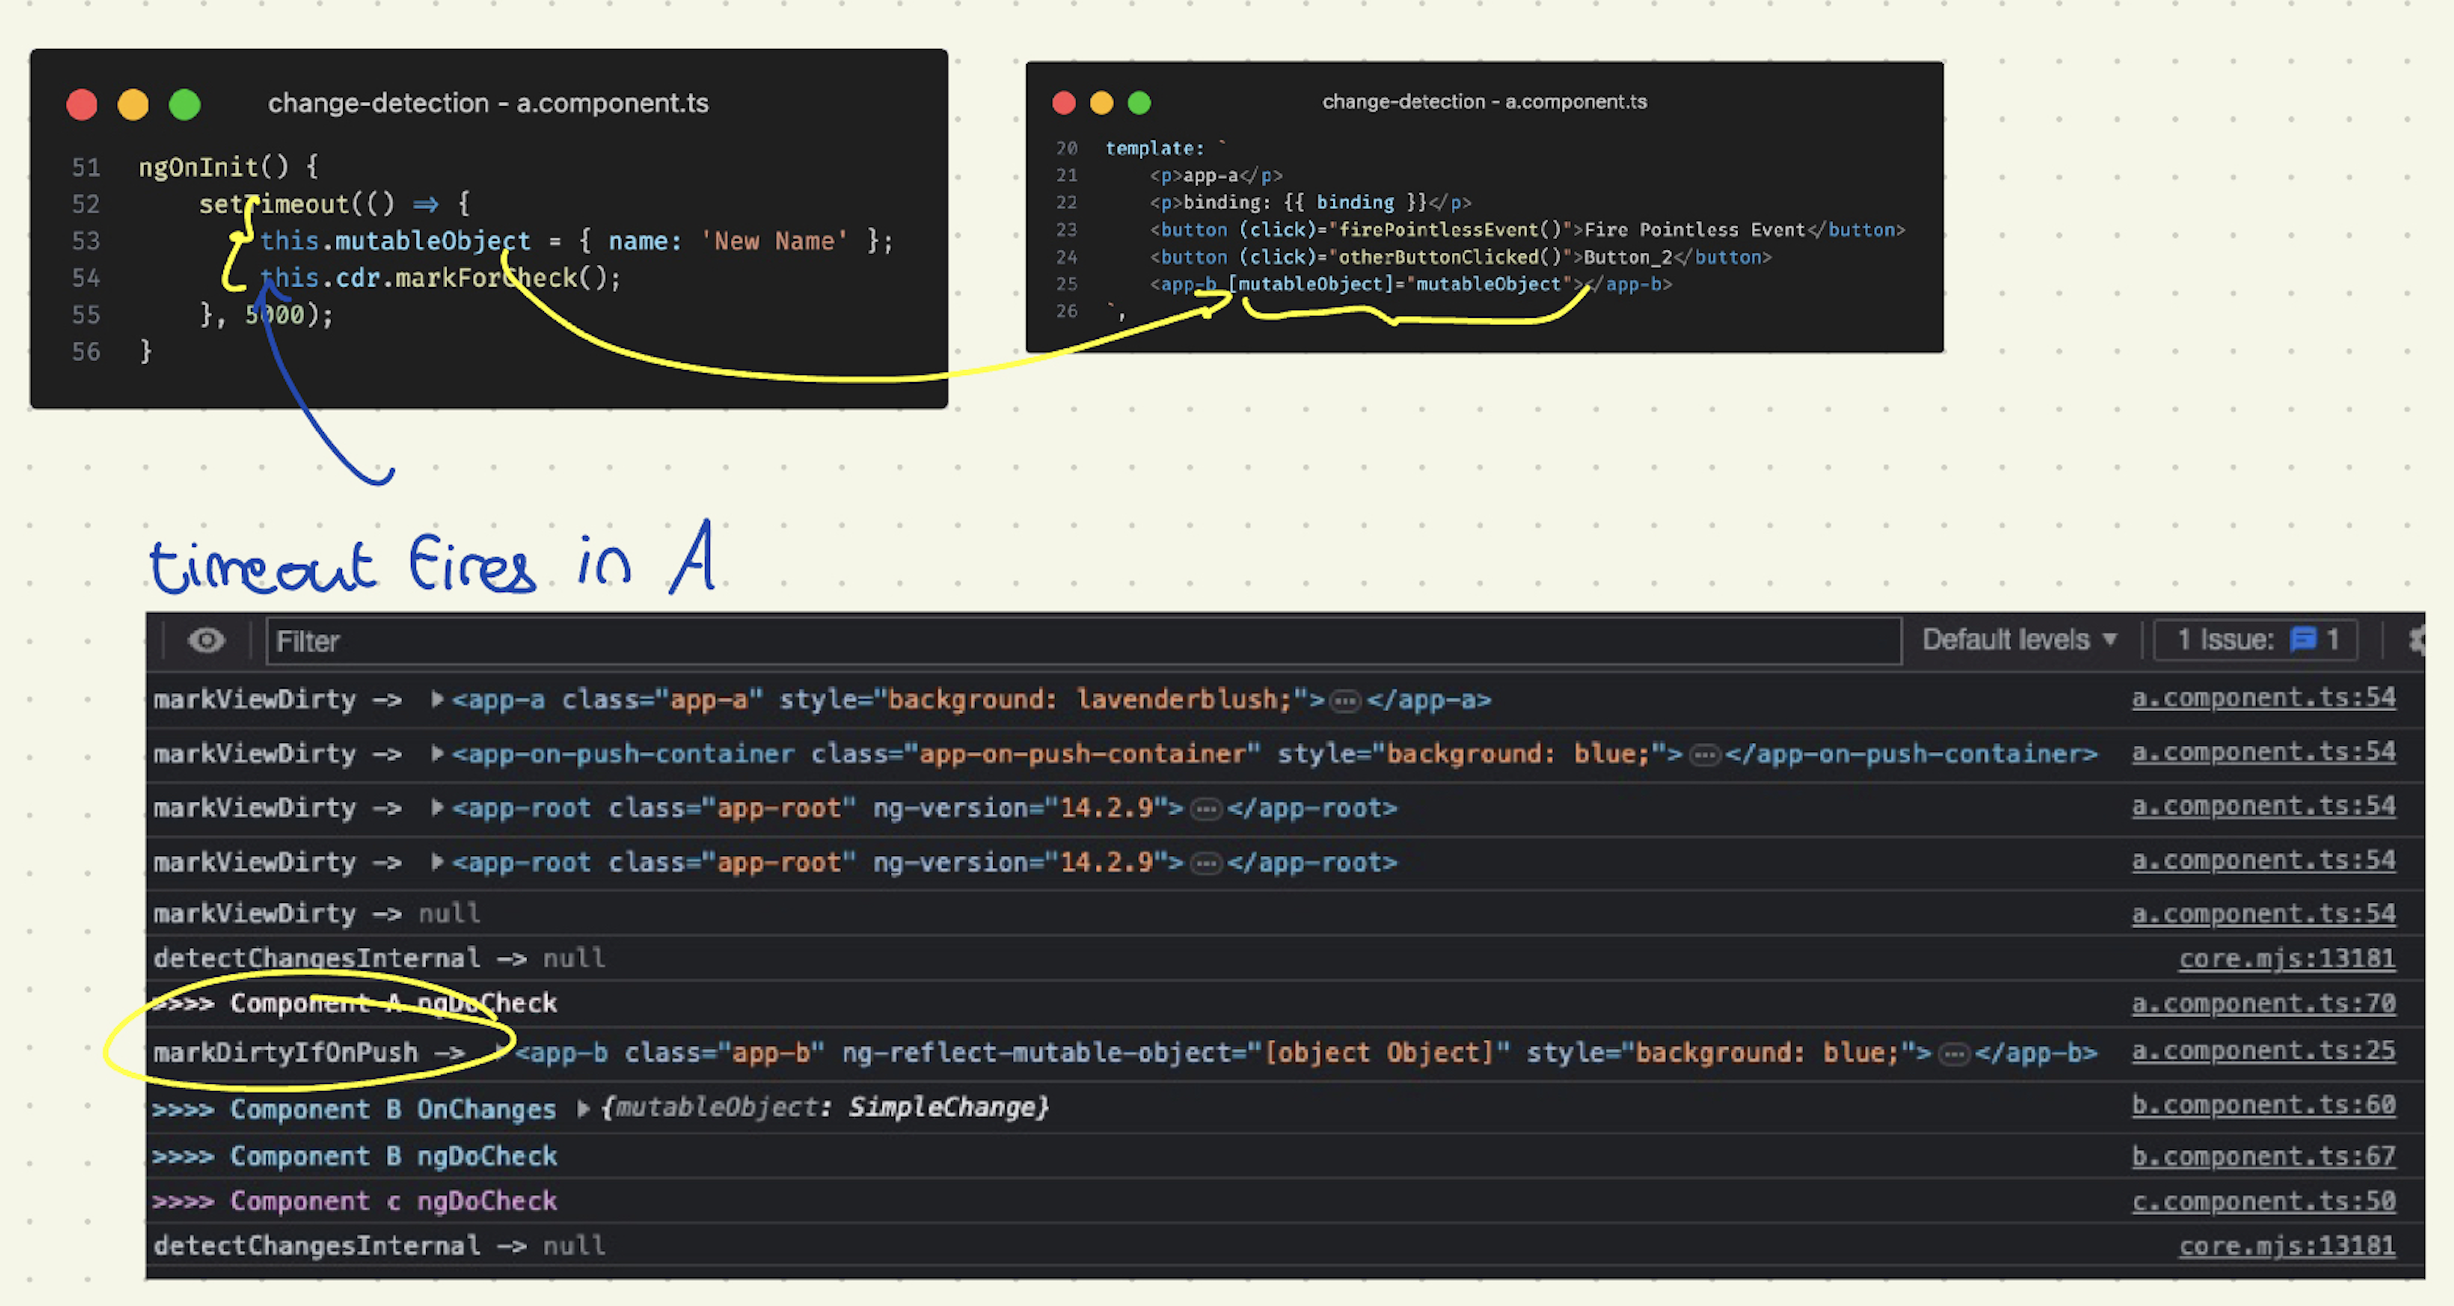 change-detection - a.component.ts
51 ngOnInit() {
52 setTimeout(() => {
53 this.mutableObject = { name: 'New Name' };
54 this.cdr.markForCheck();
55 }, 5000);
56 }
change-detection - a.component.ts
20 template: `
21 <p>app-a</p>
22 <p>binding: {{ binding }}</p>
23 <button (click)="firePointlessEvent()">Fire Pointless Event</button>
24 <button (click)="otherButtonClicked()">Button_2</button>
25 <app-b [mutableObject]="mutableObject"></app-b>
26 `,
timeout fires in A
Filter Default levels ▼ 1 Issue: 1
markViewDirty -> ▶<app-a class="app-a" style="background: lavenderblush;">…</app-a> a.component.ts:54
markViewDirty -> ▶<app-on-push-container class="app-on-push-container" style="background: blue;">…</app-on-push-container> a.component.ts:54
markViewDirty -> ▶<app-root class="app-root" ng-version="14.2.9">…</app-root> a.component.ts:54
markViewDirty -> ▶<app-root class="app-root" ng-version="14.2.9">…</app-root> a.component.ts:54
markViewDirty -> null a.component.ts:54
detectChangesInternal -> null core.mjs:13181
>>>> Component A ngDoCheck a.component.ts:70
markDirtyIfOnPush -> ▶<app-b class="app-b" ng-reflect-mutable-object="[object Object]" style="background: blue;">…</app-b> a.component.ts:25
>>>> Component B OnChanges ▶{mutableObject: SimpleChange} b.component.ts:60
>>>> Component B ngDoCheck b.component.ts:67
>>>> Component c ngDoCheck c.component.ts:50
detectChangesInternal -> null core.mjs:13181